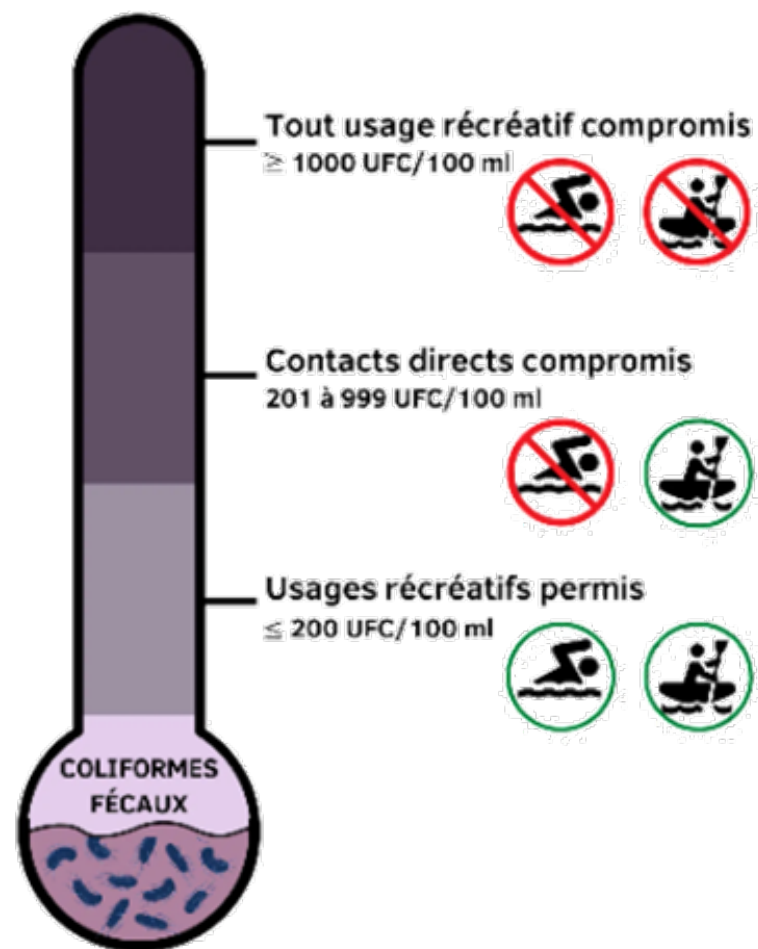 Tout usage récréatif compromis
≥ 1000 UFC/100 ml
Contacts directs compromis
201 à 999 UFC/100 ml
Usages récréatifs permis
≤ 200 UFC/100 ml
COLIFORMES
FÉCAUX